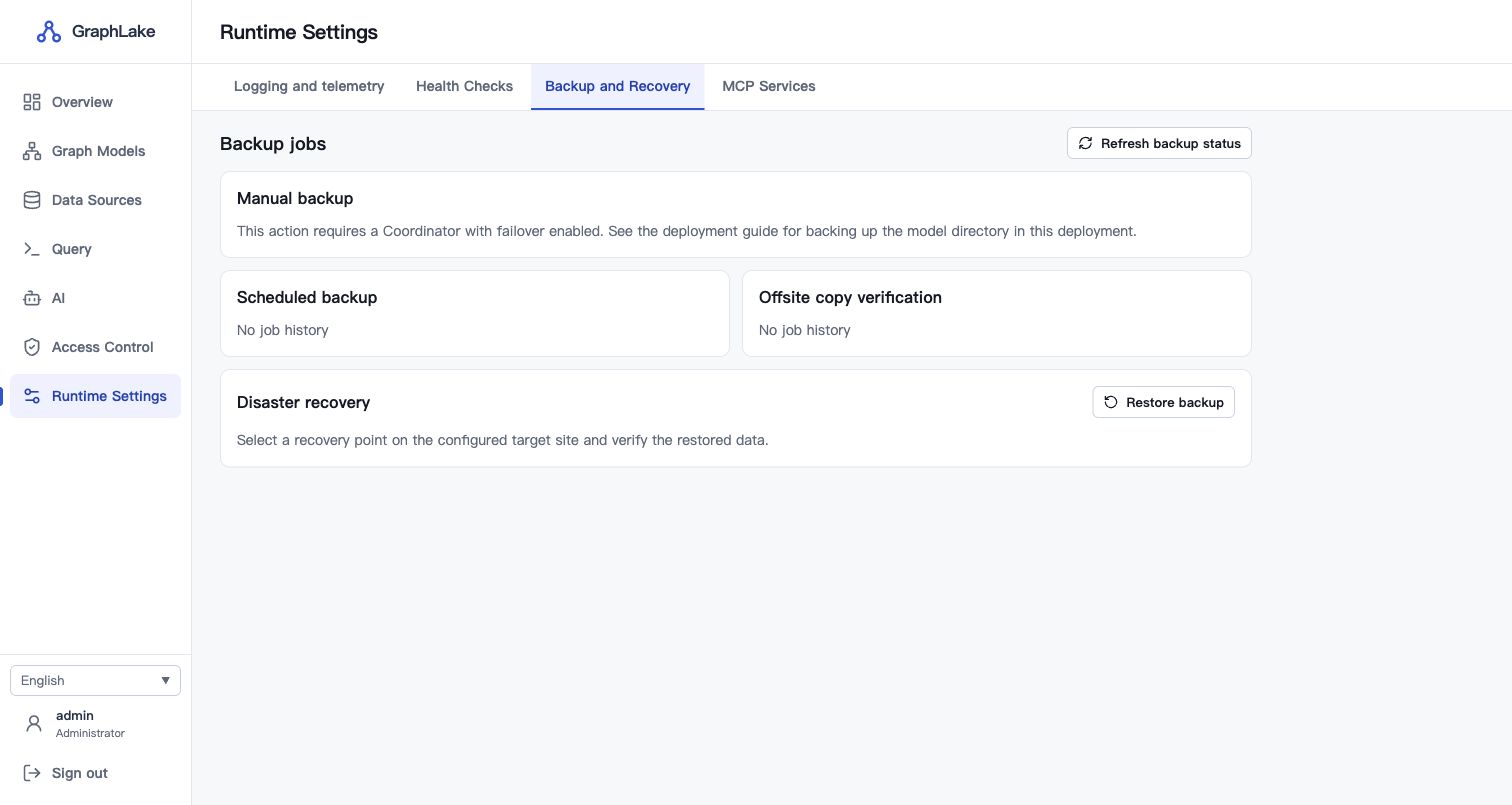 GraphLake
Runtime Settings
Overview
Graph Models
Data Sources
Query
AI
Access Control
Runtime Settings
English
admin
Administrator
Sign out
Logging and telemetry
Health Checks
Backup and Recovery
MCP Services
Backup jobs
Refresh backup status
Manual backup
This action requires a Coordinator with failover enabled. See the deployment guide for backing up the model directory in this deployment.
Scheduled backup
No job history
Offsite copy verification
No job history
Disaster recovery
Restore backup
Select a recovery point on the configured target site and verify the restored data.